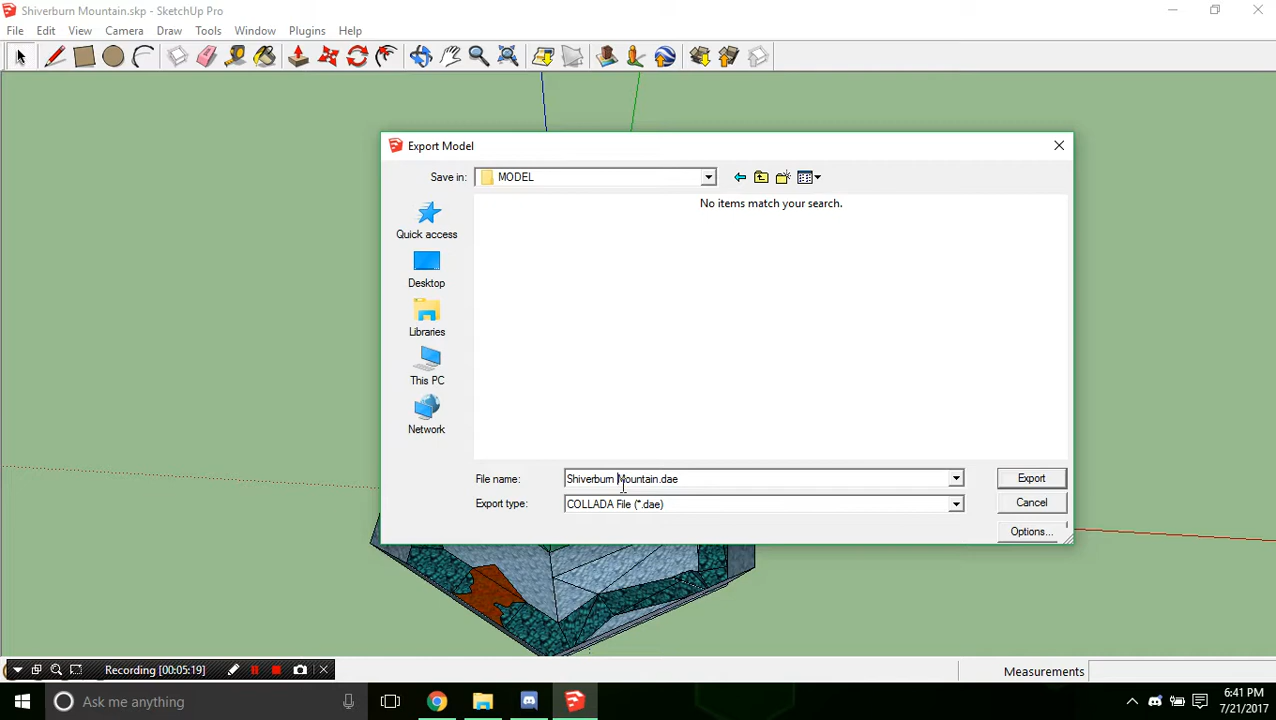 Shiverburn Mountain.skp - SketchUp Pro
File Edit View Camera Draw Tools Window Plugins Help
Export Model
Save in: MODEL
No items match your search.
Quick access
Desktop
Libraries
This PC
Network
File name: Shiverburn Mountain.dae Export
Export type: COLLADA File (*.dae) Cancel
Options...
Recording [00:05:19]
Measurements
Ask me anything
6:41 PM
7/21/2017